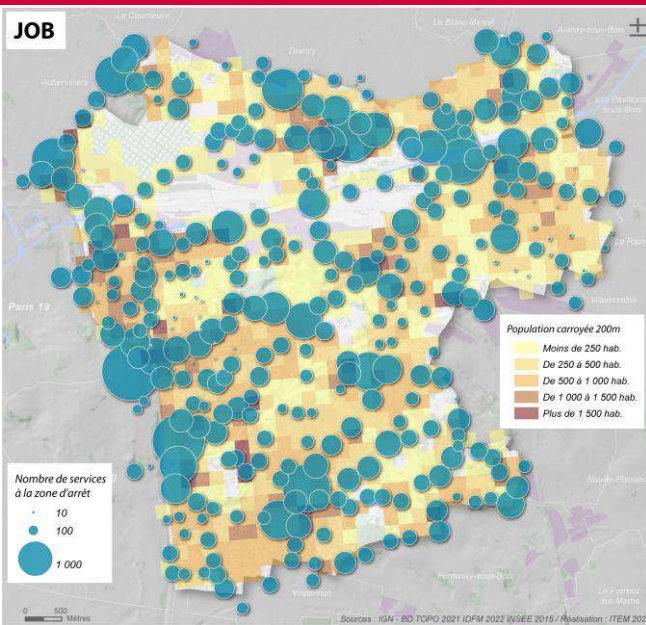 JOB
La Courneuve
Le Blanc-Mesnil
Aulnay-sous-Bois
Drancy
Aubervilliers
Les Pavillons
sous-Bois
Paris 19
Villemomble
Population carroyée 200m
Moins de 250 hab.
De 250 à 500 hab.
De 500 à 1 000 hab.
De 1 000 à 1 500 hab.
Plus de 1 500 hab.
Nombre de services
à la zone d'arrêt
10
100
1 000
Neuilly-Plaisance
Fontenay-sous-Bois
Vincennes
Le Perreux-
sur-Marne
0 500
Mètres
Sources : IGN - BD TOPO 2021 IDFM 2022 INSEE 2015 / Réalisation : ITEM